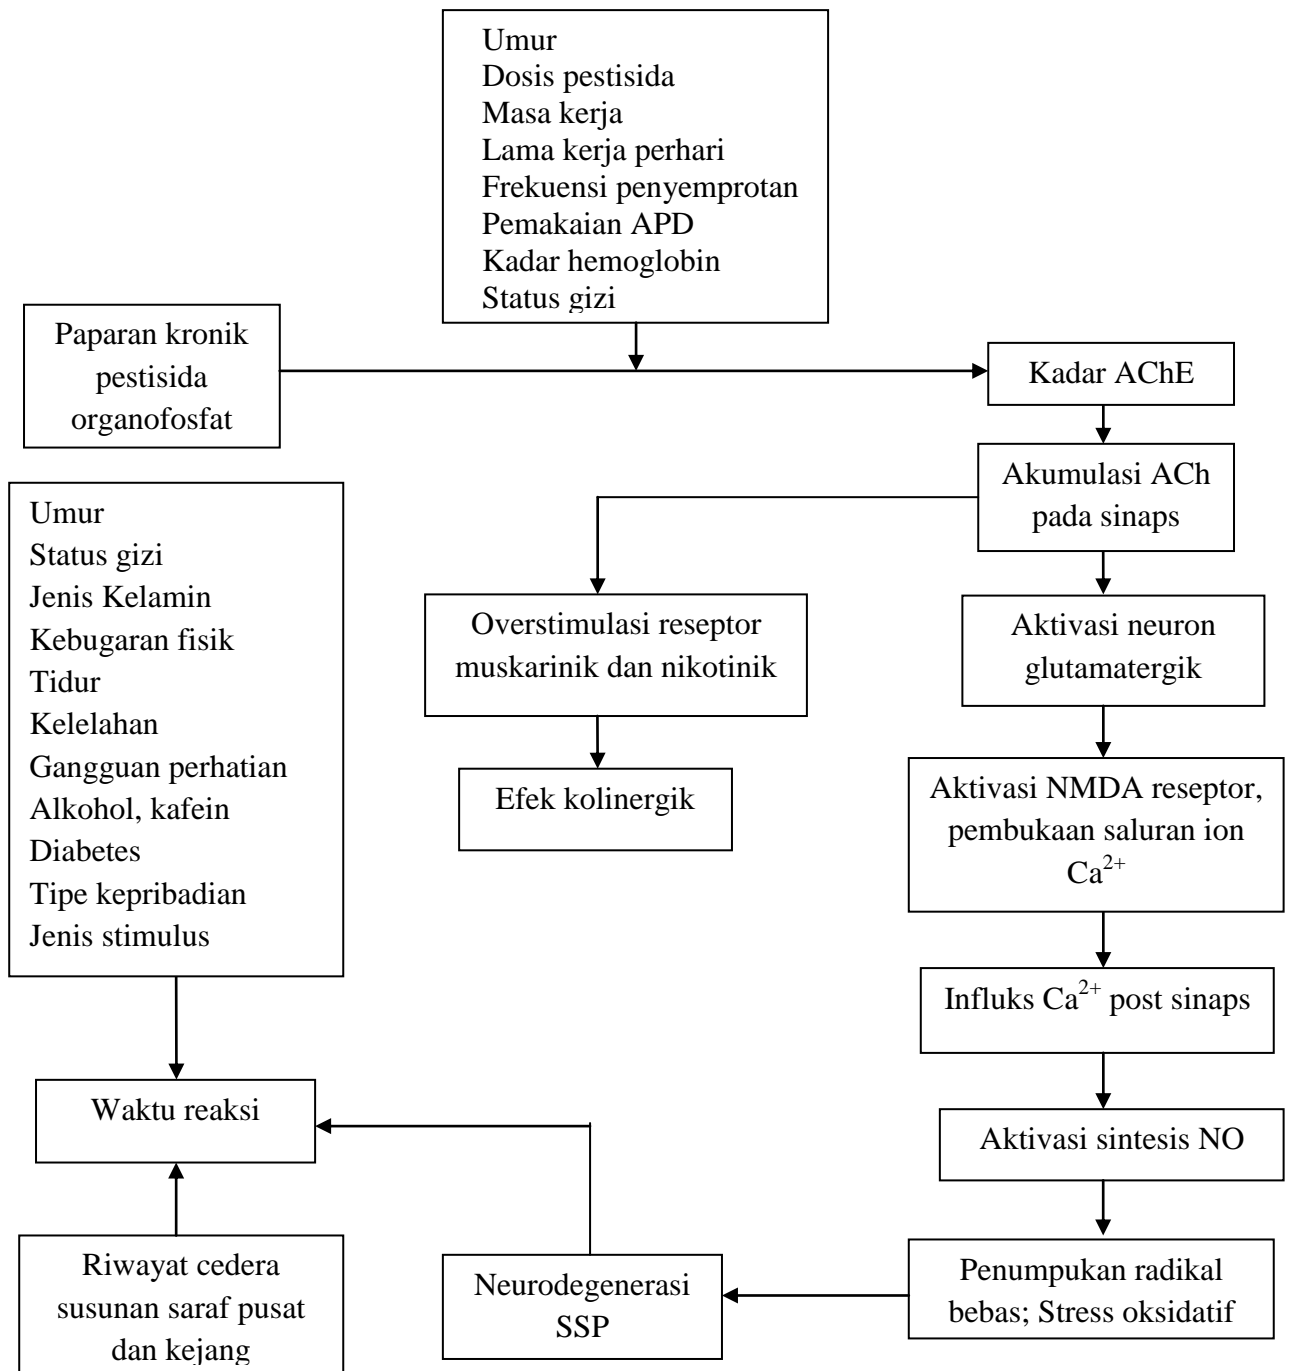 Umur
Dosis pestisida
Masa kerja
Lama kerja perhari
Frekuensi penyemprotan
Pemakaian APD
Kadar hemoglobin
Status gizi
Paparan kronik
pestisida
organofosfat
Kadar AChE
Akumulasi ACh
pada sinaps
Umur
Status gizi
Jenis Kelamin
Kebugaran fisik
Tidur
Kelelahan
Gangguan perhatian
Alkohol, kafein
Diabetes
Tipe kepribadian
Jenis stimulus
Overstimulasi reseptor
muskarinik dan nikotinik
Aktivasi neuron
glutamatergik
Efek kolinergik
Aktivasi NMDA reseptor,
pembukaan saluran ion
Ca²⁺
Influks Ca²⁺ post sinaps
Waktu reaksi
Aktivasi sintesis NO
Riwayat cedera
susunan saraf pusat
dan kejang
Neurodegenerasi
SSP
Penumpukan radikal
bebas; Stress oksidatif